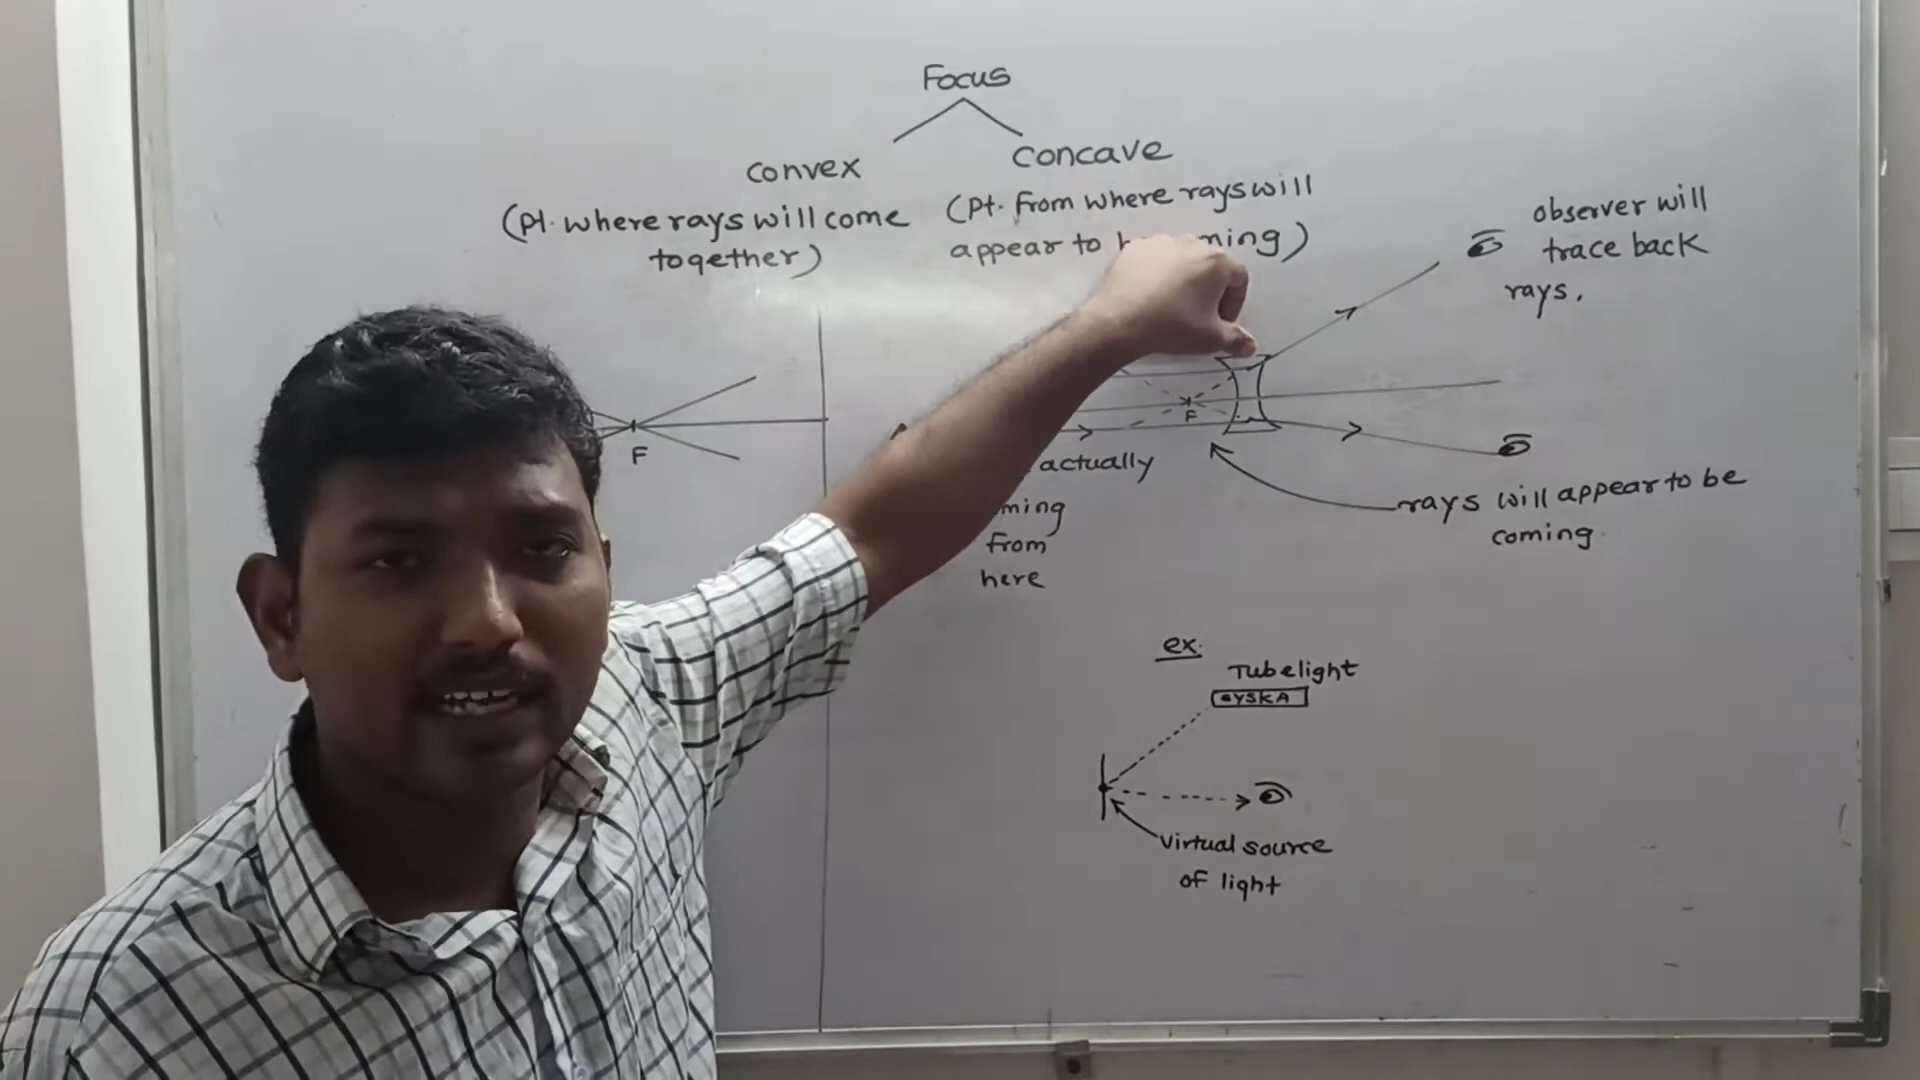 Focus
convex
concave
(pt. where rays will come
together)
(pt. from where rays will
appear to ming)
observer will
trace back
rays.
F
F
actually
ming
from
here
rays will appear to be
coming.
ex.
Tubelight
SYSKA
virtual source
of light